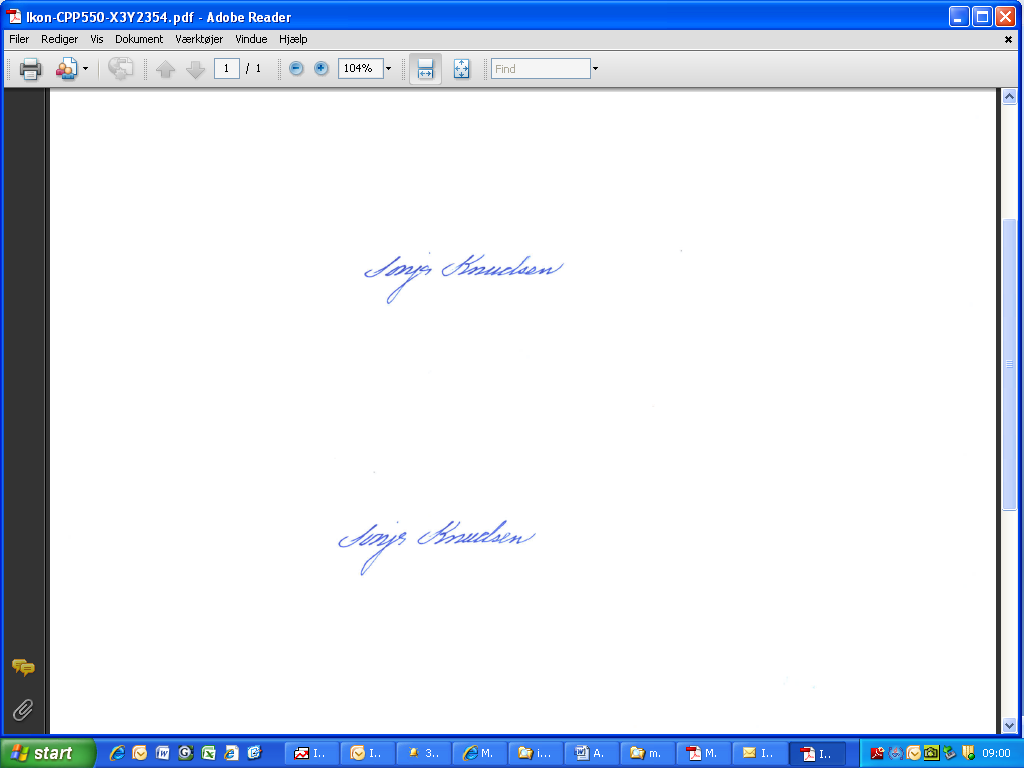 Ikon-CPP550-X3Y2354.pdf - Adobe Reader
Filer Rediger Vis Dokument Værktøjer Vindue Hjælp
1 / 1 104% Find
Sonja Knudsen
Sonja Knudsen
start I.. I.. 3.. M. i... A. m. M. I.. I.. 09:00